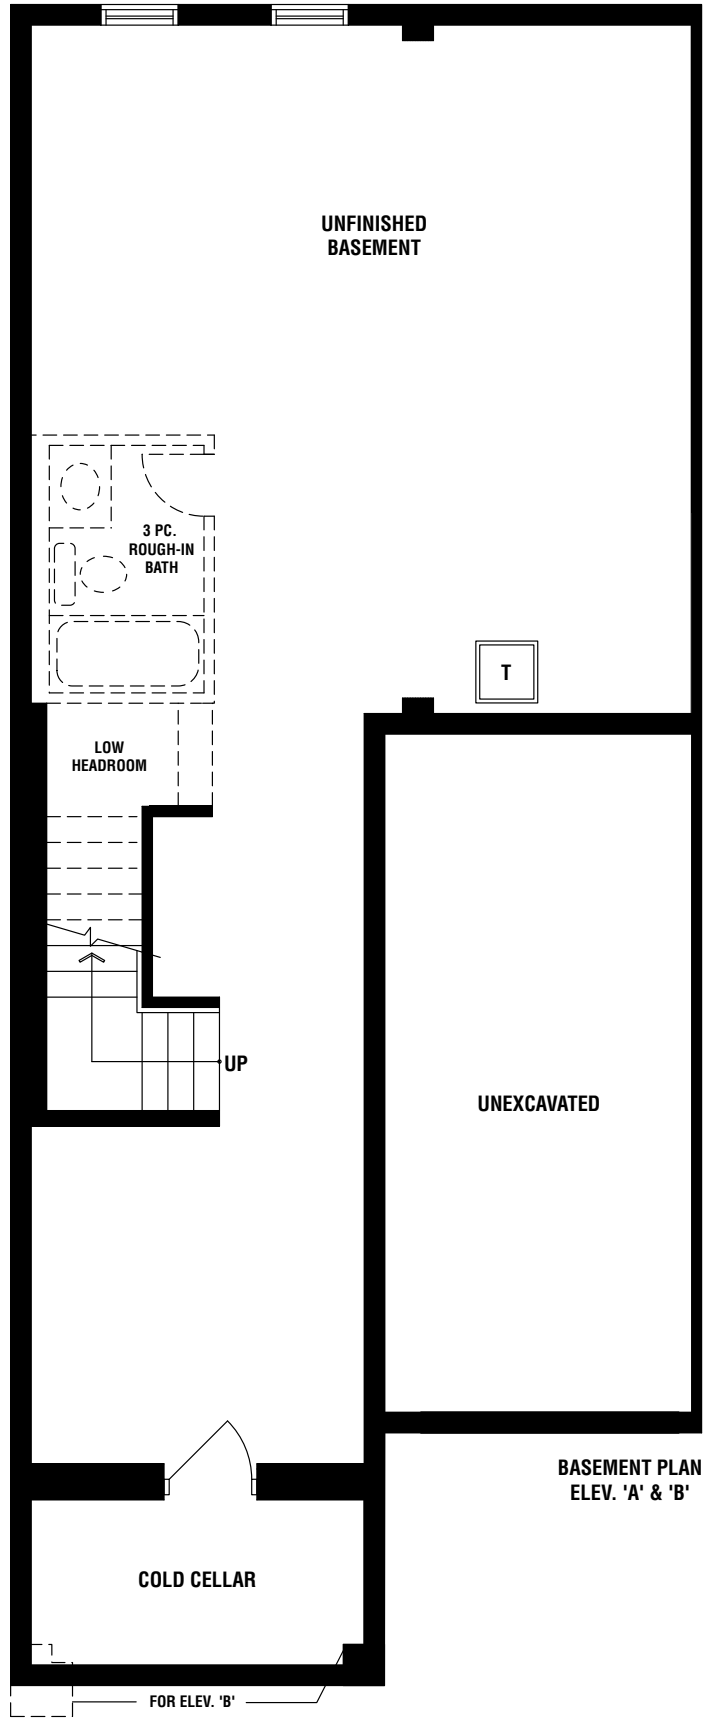 UNFINISHED
BASEMENT
3 PC.
ROUGH-IN
BATH
T
LOW
HEADROOM
UP
UNEXCAVATED
BASEMENT PLAN
ELEV. 'A' & 'B'
COLD CELLAR
FOR ELEV. 'B'